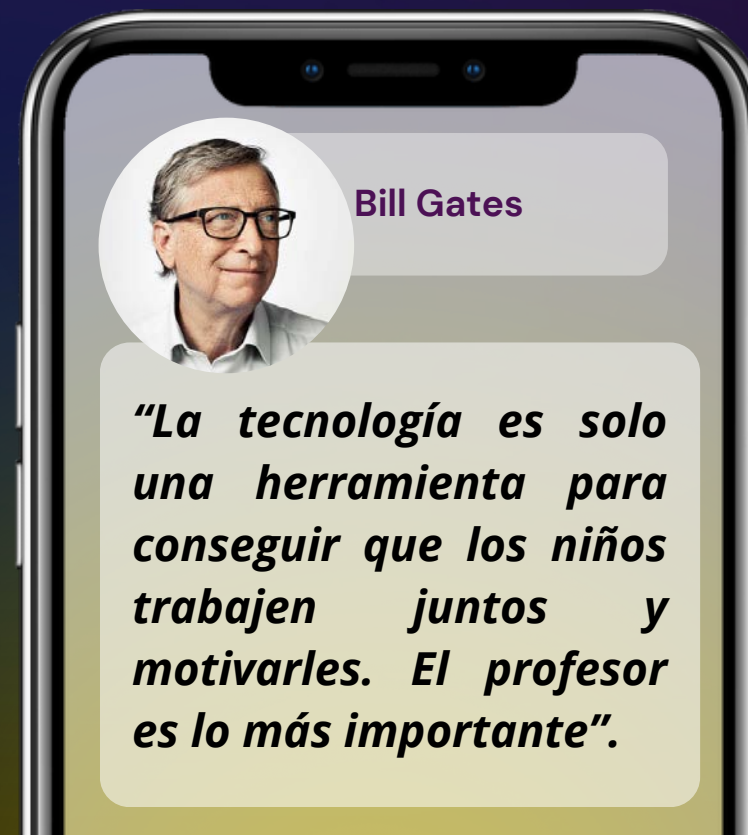 Bill Gates
“La tecnología es solo
una herramienta para
conseguir que los niños
trabajen juntos y
motivarles. El profesor
es lo más importante”.